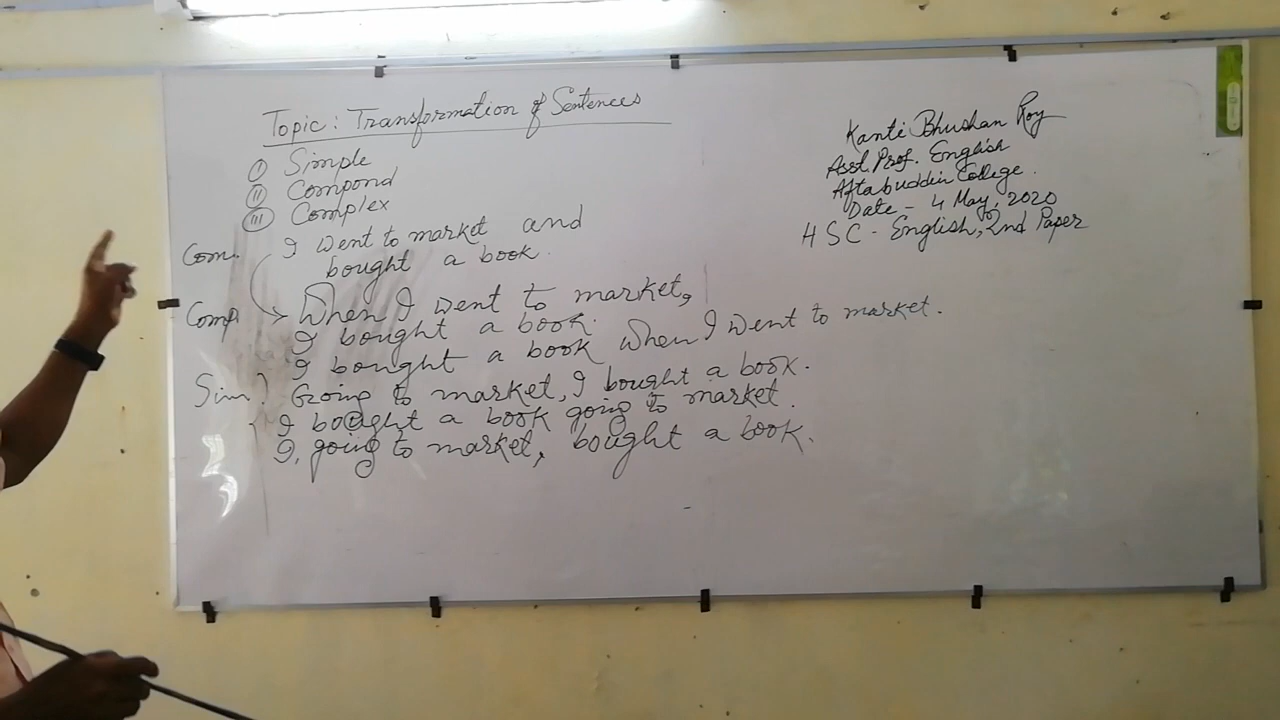 Topic: Transformation of Sentences
(i) Simple
(ii) Compond
(iii) Complex
Com. I went to market and
bought a book.
Comp When I went to market,
I bought a book.
I bought a book when I went to market.
Sim? Going to market, I bought a book.
I bought a book going to market.
I, going to market, bought a book.
Kanti Bhushan Roy
Asst. Prof. English
Aftabuddin College.
Date - 4 May, 2020
HSC - English, 2nd Paper